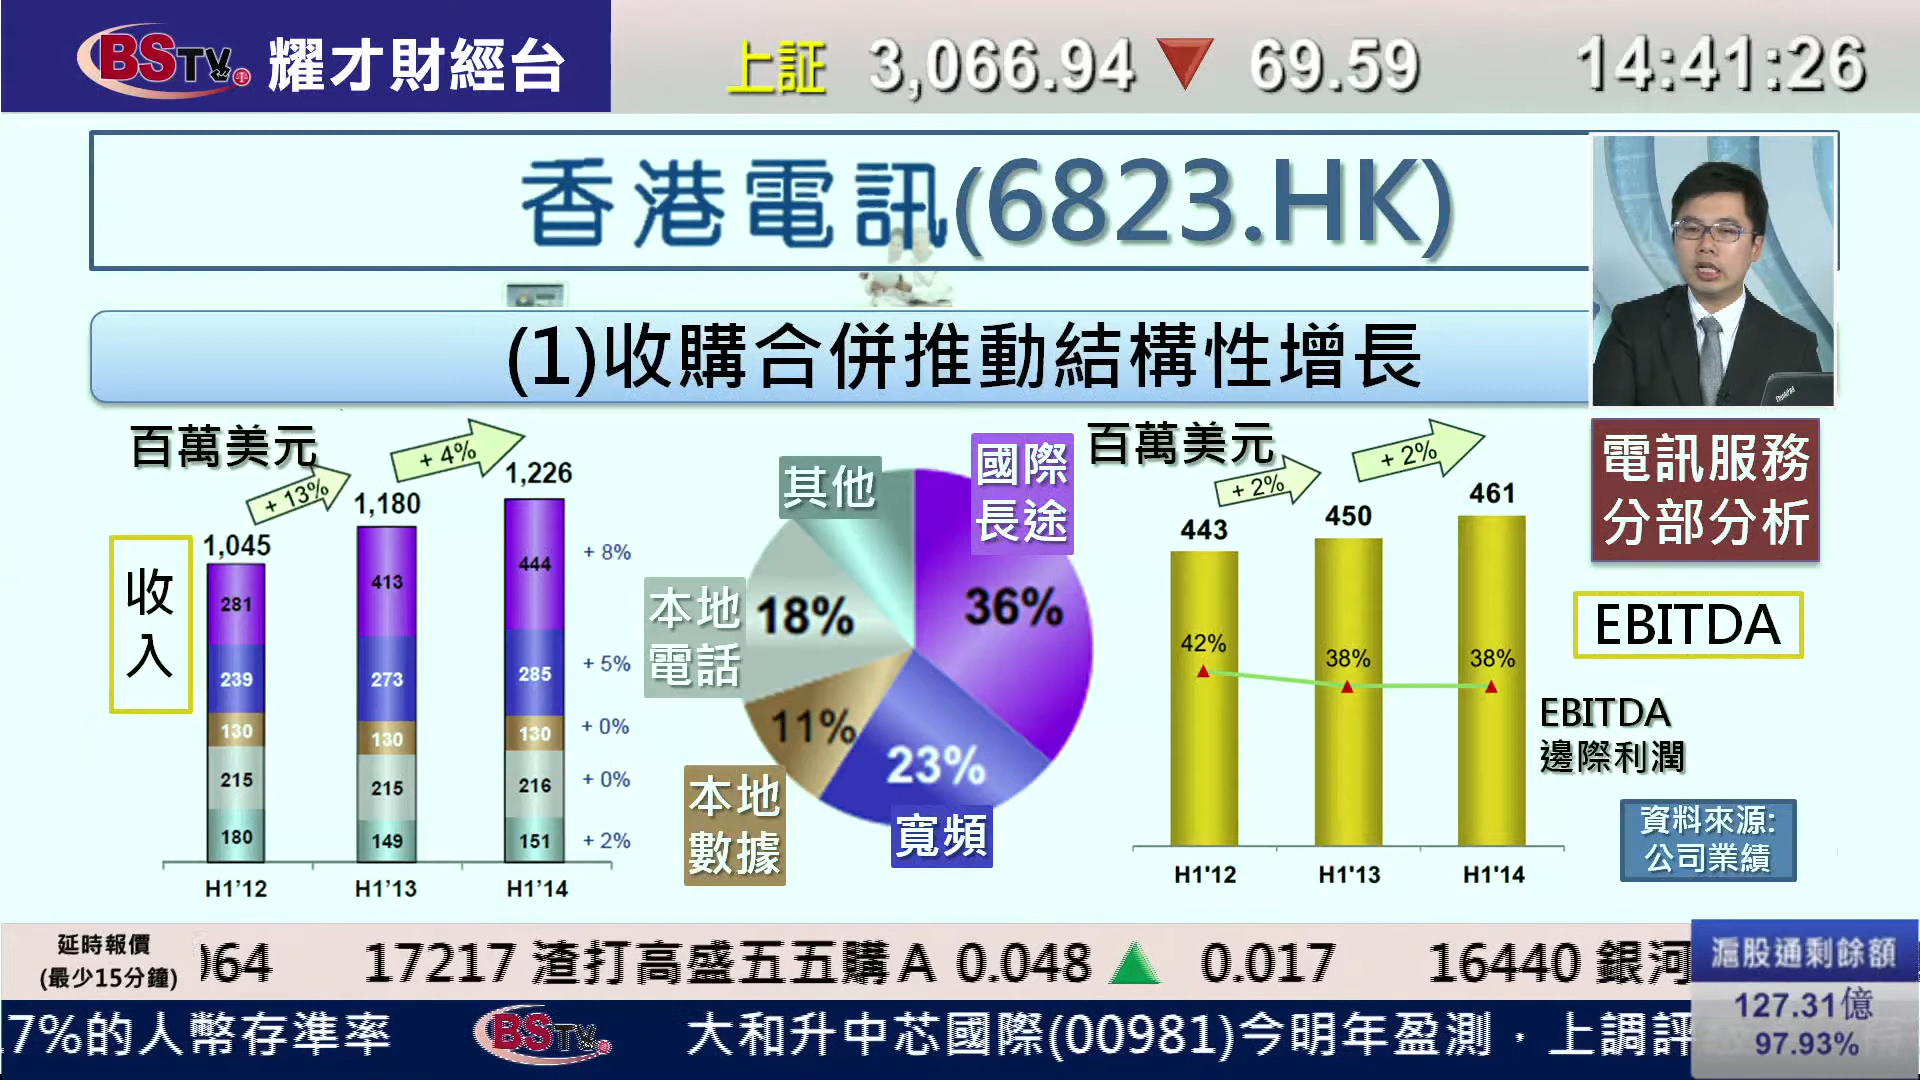 BSTV 耀才財經台
上証 3,066.94 ▼ 69.59 14:41:26
香港電訊(6823.HK)
(1)收購合併推動結構性增長
百萬美元
+ 13%
+ 4%
1,045
1,180
1,226
收入
281
239
130
215
180
413
273
130
215
149
444
285
130
216
151
+ 8%
+ 5%
+ 0%
+ 0%
+ 2%
H1'12 H1'13 H1'14
其他
國際
長途
本地
電話
18%
36%
11%
23%
本地
數據
寬頻
百萬美元
+ 2%
+ 2%
443
450
461
42%
38%
38%
H1'12 H1'13 H1'14
ThinkPad
電訊服務
分部分析
EBITDA
EBITDA
邊際利潤
資料來源:
公司業績
延時報價
(最少15分鐘)
064 17217 渣打高盛五五購A 0.048 ▲ 0.017 16440 銀河
滬股通剩餘額
127.31億
97.93%
7%的人幣存準率 BSTV 大和升中芯國際(00981)今明年盈測，上調評